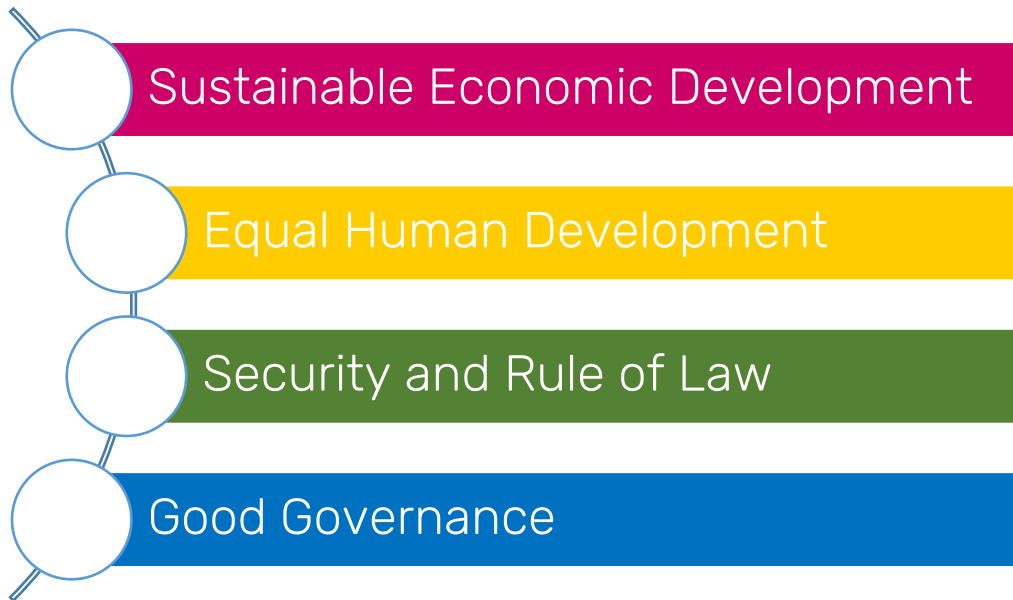 Sustainable Economic Development
Equal Human Development
Security and Rule of Law
Good Governance